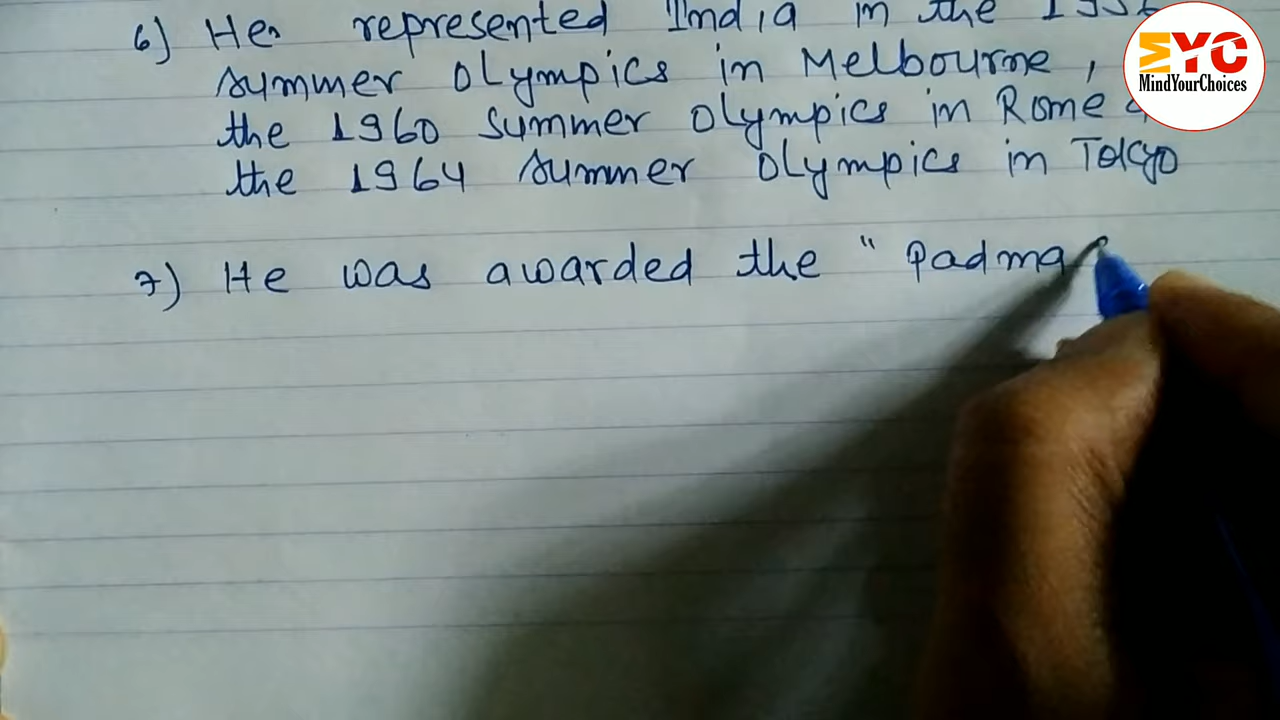 6) He represented India in the 1956
summer Olympics in Melbourne,
the 1960 summer Olympics in Rome &
the 1964 summer Olympics in Tokyo
7) He was awarded the " Padma
MYC
MindYourChoices